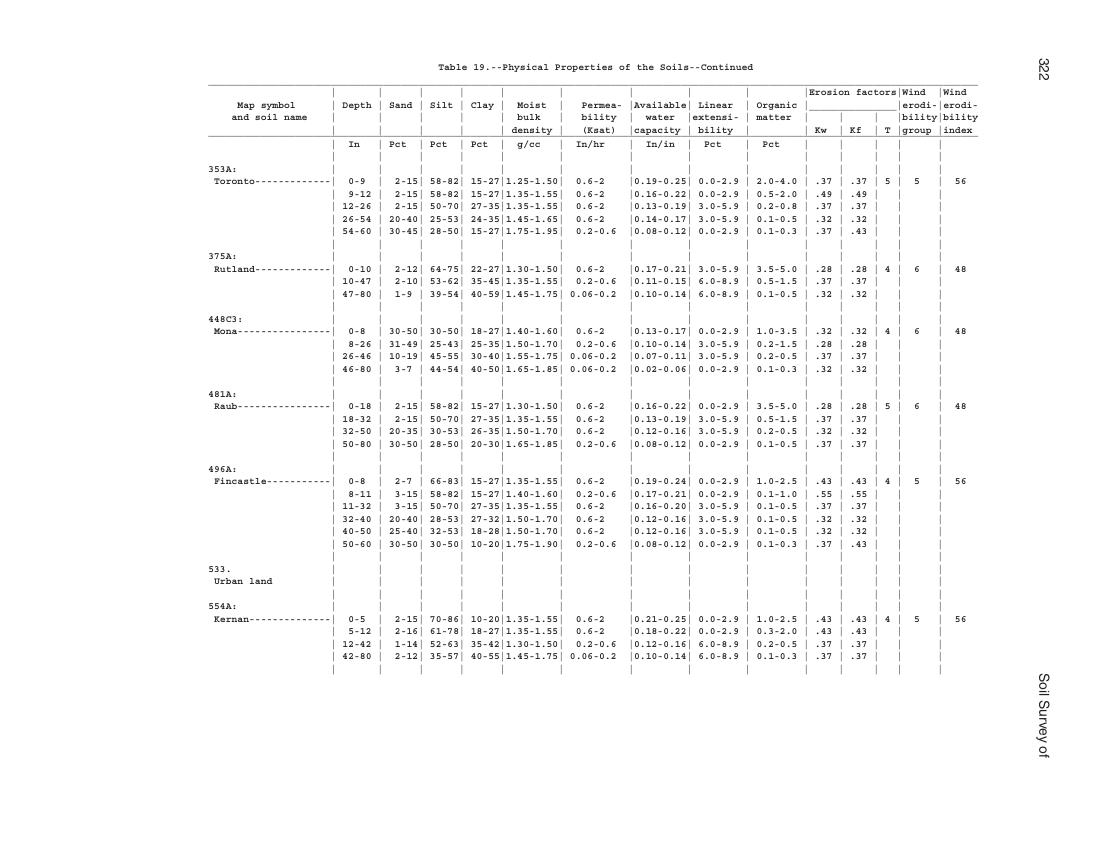 322
Table 19.--Physical Properties of the Soils--Continued
| | | | | | | | |Erosion factors|Wind |Wind
Map symbol | Depth | Sand | Silt | Clay | Moist | Permea- |Available| Linear | Organic |erodi-|erodi-
and soil name | | | | | bulk | bility | water |extensi- | matter | | | |bility|bility
| | | | | density | (Ksat) |capacity | bility | | Kw | Kf | T |group |index
| In | Pct | Pct | Pct | g/cc | In/hr | In/in | Pct | Pct | | | | |
353A:
Toronto-------------| 0-9 | 2-15| 58-82| 15-27|1.25-1.50| 0.6-2 |0.19-0.25| 0.0-2.9 | 2.0-4.0 | .37 | .37 | 5 | 5 | 56
| 9-12 | 2-15| 58-82| 15-27|1.35-1.55| 0.6-2 |0.16-0.22| 0.0-2.9 | 0.5-2.0 | .49 | .49 | | |
| 12-26 | 2-15| 50-70| 27-35|1.35-1.55| 0.6-2 |0.13-0.19| 3.0-5.9 | 0.2-0.8 | .37 | .37 | | |
| 26-54 | 20-40| 25-53| 24-35|1.45-1.65| 0.6-2 |0.14-0.17| 3.0-5.9 | 0.1-0.5 | .32 | .32 | | |
| 54-60 | 30-45| 28-50| 15-27|1.75-1.95| 0.2-0.6 |0.08-0.12| 0.0-2.9 | 0.1-0.3 | .37 | .43 | | |
375A:
Rutland-------------| 0-10 | 2-12| 64-75| 22-27|1.30-1.50| 0.6-2 |0.17-0.21| 3.0-5.9 | 3.5-5.0 | .28 | .28 | 4 | 6 | 48
| 10-47 | 2-10| 53-62| 35-45|1.35-1.55| 0.2-0.6 |0.11-0.15| 6.0-8.9 | 0.5-1.5 | .37 | .37 | | |
| 47-80 | 1-9 | 39-54| 40-59|1.45-1.75| 0.06-0.2 |0.10-0.14| 6.0-8.9 | 0.1-0.5 | .32 | .32 | | |
448C3:
Mona----------------| 0-8 | 30-50| 30-50| 18-27|1.40-1.60| 0.6-2 |0.13-0.17| 0.0-2.9 | 1.0-3.5 | .32 | .32 | 4 | 6 | 48
| 8-26 | 31-49| 25-43| 25-35|1.50-1.70| 0.2-0.6 |0.10-0.14| 3.0-5.9 | 0.2-1.5 | .28 | .28 | | |
| 26-46 | 10-19| 45-55| 30-40|1.55-1.75| 0.06-0.2 |0.07-0.11| 3.0-5.9 | 0.2-0.5 | .37 | .37 | | |
| 46-80 | 3-7 | 44-54| 40-50|1.65-1.85| 0.06-0.2 |0.02-0.06| 0.0-2.9 | 0.1-0.3 | .32 | .32 | | |
481A:
Raub----------------| 0-18 | 2-15| 58-82| 15-27|1.30-1.50| 0.6-2 |0.16-0.22| 0.0-2.9 | 3.5-5.0 | .28 | .28 | 5 | 6 | 48
| 18-32 | 2-15| 50-70| 27-35|1.35-1.55| 0.6-2 |0.13-0.19| 3.0-5.9 | 0.5-1.5 | .37 | .37 | | |
| 32-50 | 20-35| 30-53| 26-35|1.50-1.70| 0.6-2 |0.12-0.16| 3.0-5.9 | 0.2-0.5 | .32 | .32 | | |
| 50-80 | 30-50| 28-50| 20-30|1.65-1.85| 0.2-0.6 |0.08-0.12| 0.0-2.9 | 0.1-0.5 | .37 | .37 | | |
496A:
Fincastle-----------| 0-8 | 2-7 | 66-83| 15-27|1.35-1.55| 0.6-2 |0.19-0.24| 0.0-2.9 | 1.0-2.5 | .43 | .43 | 4 | 5 | 56
| 8-11 | 3-15| 58-82| 15-27|1.40-1.60| 0.2-0.6 |0.17-0.21| 0.0-2.9 | 0.1-1.0 | .55 | .55 | | |
| 11-32 | 3-15| 50-70| 27-35|1.35-1.55| 0.6-2 |0.16-0.20| 3.0-5.9 | 0.1-0.5 | .37 | .37 | | |
| 32-40 | 20-40| 28-53| 27-32|1.50-1.70| 0.6-2 |0.12-0.16| 3.0-5.9 | 0.1-0.5 | .32 | .32 | | |
| 40-50 | 25-40| 32-53| 18-28|1.50-1.70| 0.6-2 |0.12-0.16| 3.0-5.9 | 0.1-0.5 | .32 | .32 | | |
| 50-60 | 30-50| 30-50| 10-20|1.75-1.90| 0.2-0.6 |0.08-0.12| 0.0-2.9 | 0.1-0.3 | .37 | .43 | | |
533.
Urban land
554A:
Kernan--------------| 0-5 | 2-15| 70-86| 10-20|1.35-1.55| 0.6-2 |0.21-0.25| 0.0-2.9 | 1.0-2.5 | .43 | .43 | 4 | 5 | 56
| 5-12 | 2-16| 61-78| 18-27|1.35-1.55| 0.6-2 |0.18-0.22| 0.0-2.9 | 0.3-2.0 | .43 | .43 | | |
| 12-42 | 1-14| 52-63| 35-42|1.30-1.50| 0.2-0.6 |0.12-0.16| 6.0-8.9 | 0.2-0.5 | .37 | .37 | | |
| 42-80 | 2-12| 35-57| 40-55|1.45-1.75| 0.06-0.2 |0.10-0.14| 6.0-8.9 | 0.1-0.3 | .37 | .37 | | |
Soil Survey of